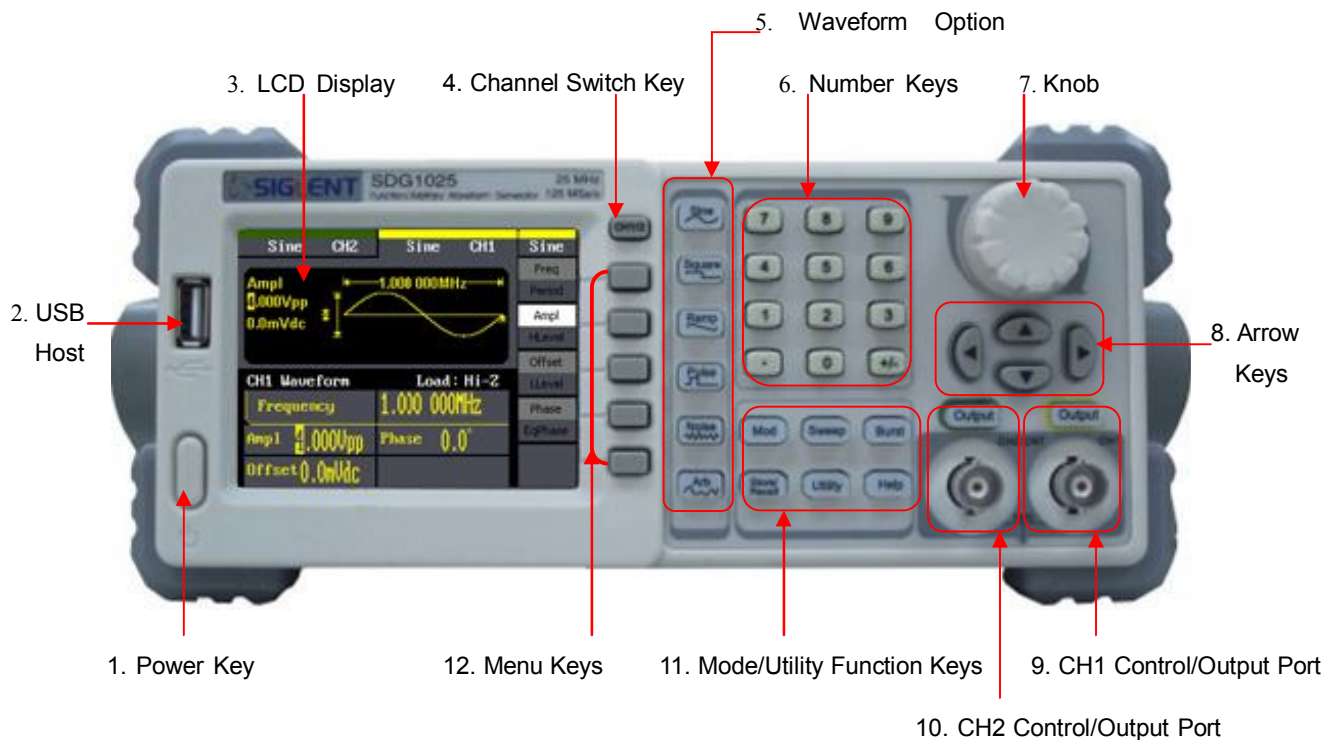 5. Waveform Option
3. LCD Display
4. Channel Switch Key
6. Number Keys
7. Knob
SIGLENT
SDG1025
25 MHz
Function/Arbitrary Waveform Generator
125 MSa/s
CH1/2
Sine CH2
Sine CH1
Sine
Freq
Period
Ampl
HLevel
Offset
LLevel
Phase
EqPhase
Ampl
4.000Vpp
0.0mVdc
1.000 000MHz
CH1 Waveform
Load: Hi-Z
Frequency
1.000 000MHz
Ampl 4.000Vpp
Phase 0.0°
Offset 0.0mVdc
Sine
Square
Ramp
Pulse
Noise
Arb
7 8 9
4 5 6
1 2 3
. 0 +/-
Mod Sweep Burst
Store/Recall Utility Help
Output
Output
2. USB Host
8. Arrow Keys
1. Power Key
12. Menu Keys
11. Mode/Utility Function Keys
9. CH1 Control/Output Port
10. CH2 Control/Output Port